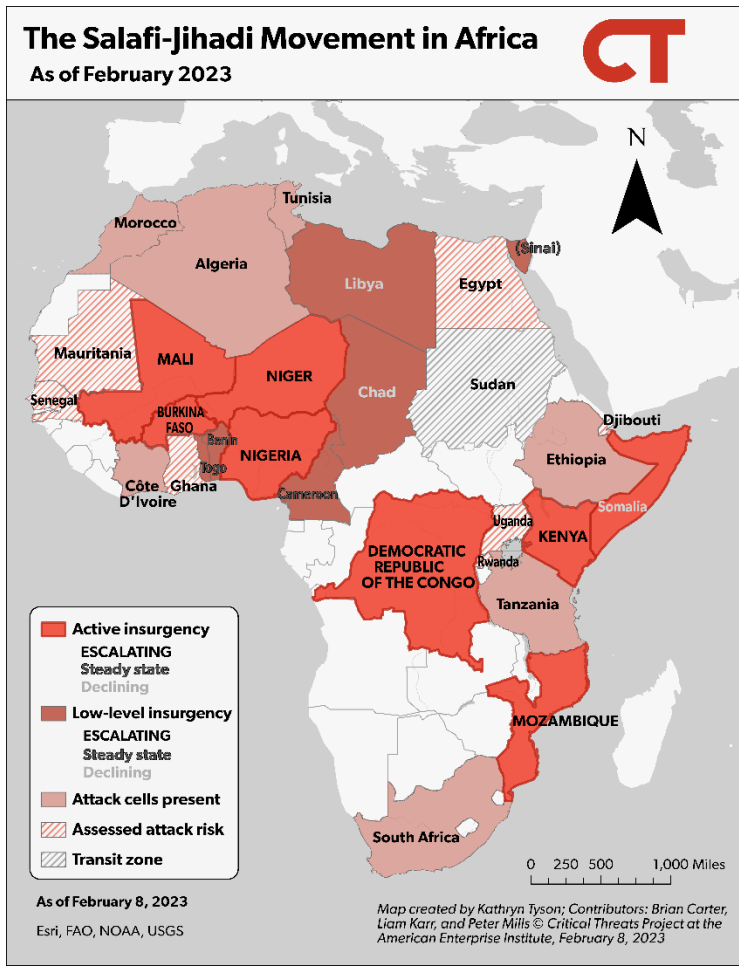 The Salafi-Jihadi Movement in Africa
As of February 2023
CT
N
Tunisia
Morocco
Algeria
Libya
(Sinai)
Egypt
Mauritania
MALI
NIGER
Chad
Sudan
Senegal
BURKINA
FASO
Benin
Djibouti
NIGERIA
Togo
Ethiopia
Côte
D'Ivoire
Ghana
Cameroon
Somalia
Uganda
KENYA
DEMOCRATIC
REPUBLIC
OF THE CONGO
Rwanda
Tanzania
MOZAMBIQUE
South Africa
Active insurgency
ESCALATING
Steady state
Declining
Low-level insurgency
ESCALATING
Steady state
Declining
Attack cells present
Assessed attack risk
Transit zone
0 250 500 1,000 Miles
As of February 8, 2023
Esri, FAO, NOAA, USGS
Map created by Kathryn Tyson; Contributors: Brian Carter,
Liam Karr, and Peter Mills © Critical Threats Project at the
American Enterprise Institute, February 8, 2023